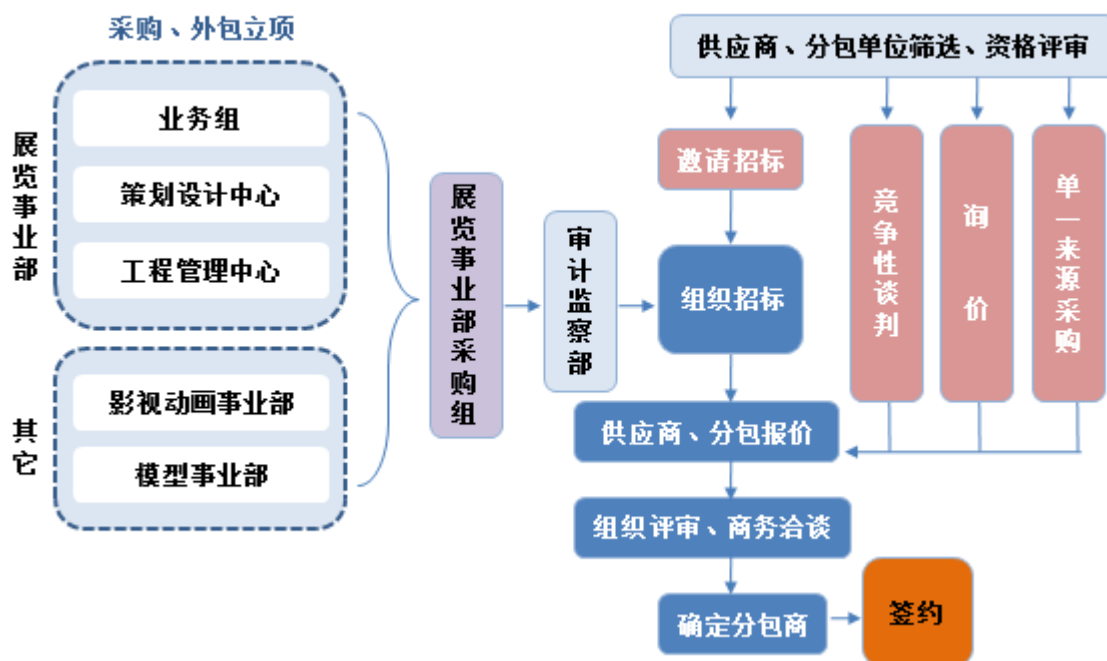 采购、外包立项
展览事业部
业务组
策划设计中心
工程管理中心
其它
影视动画事业部
模型事业部
展览事业部采购组
审计监察部
供应商、分包单位筛选、资格评审
邀请招标
竞争性谈判
询价
单一来源采购
组织招标
供应商、分包报价
组织评审、商务洽谈
确定分包商
签约